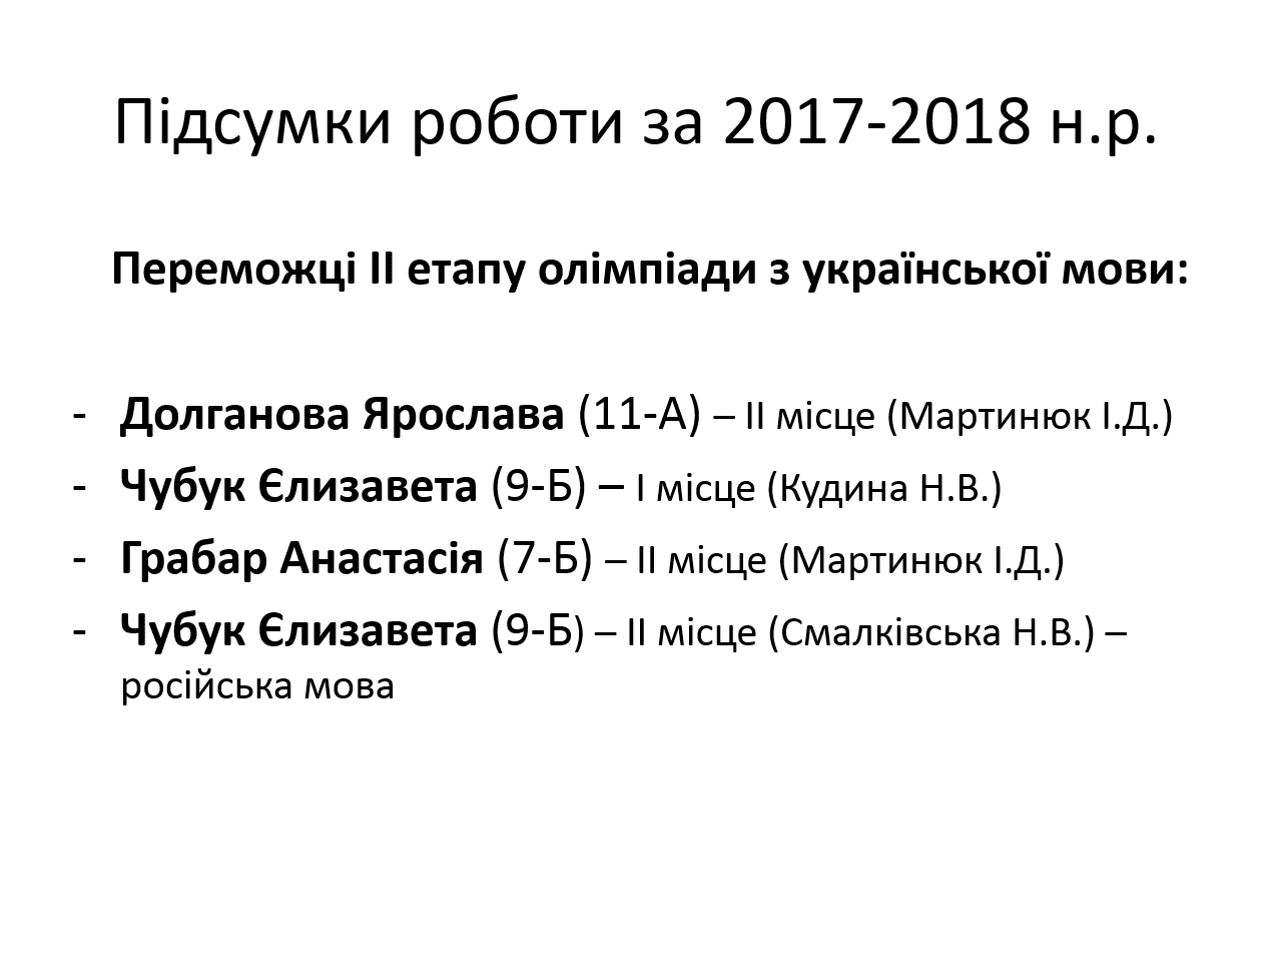 Підсумки роботи за 2017-2018 н.р.
Переможці ІІ етапу олімпіади з української мови:
- Долганова Ярослава (11-А) – ІІ місце (Мартинюк І.Д.)
- Чубук Єлизавета (9-Б) – І місце (Кудина Н.В.)
- Грабар Анастасія (7-Б) – ІІ місце (Мартинюк І.Д.)
- Чубук Єлизавета (9-Б) – ІІ місце (Смалківська Н.В.) –
російська мова